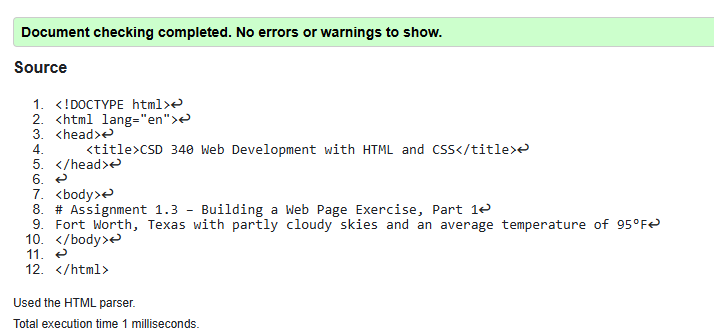 Document checking completed. No errors or warnings to show.
Source
1. <!DOCTYPE html>↩
2. <html lang="en">↩
3. <head>↩
4.     <title>CSD 340 Web Development with HTML and CSS</title>↩
5. </head>↩
6. ↩
7. <body>↩
8. # Assignment 1.3 – Building a Web Page Exercise, Part 1↩
9. Fort Worth, Texas with partly cloudy skies and an average temperature of 95°F↩
10. </body>↩
11. ↩
12. </html>
Used the HTML parser.
Total execution time 1 milliseconds.